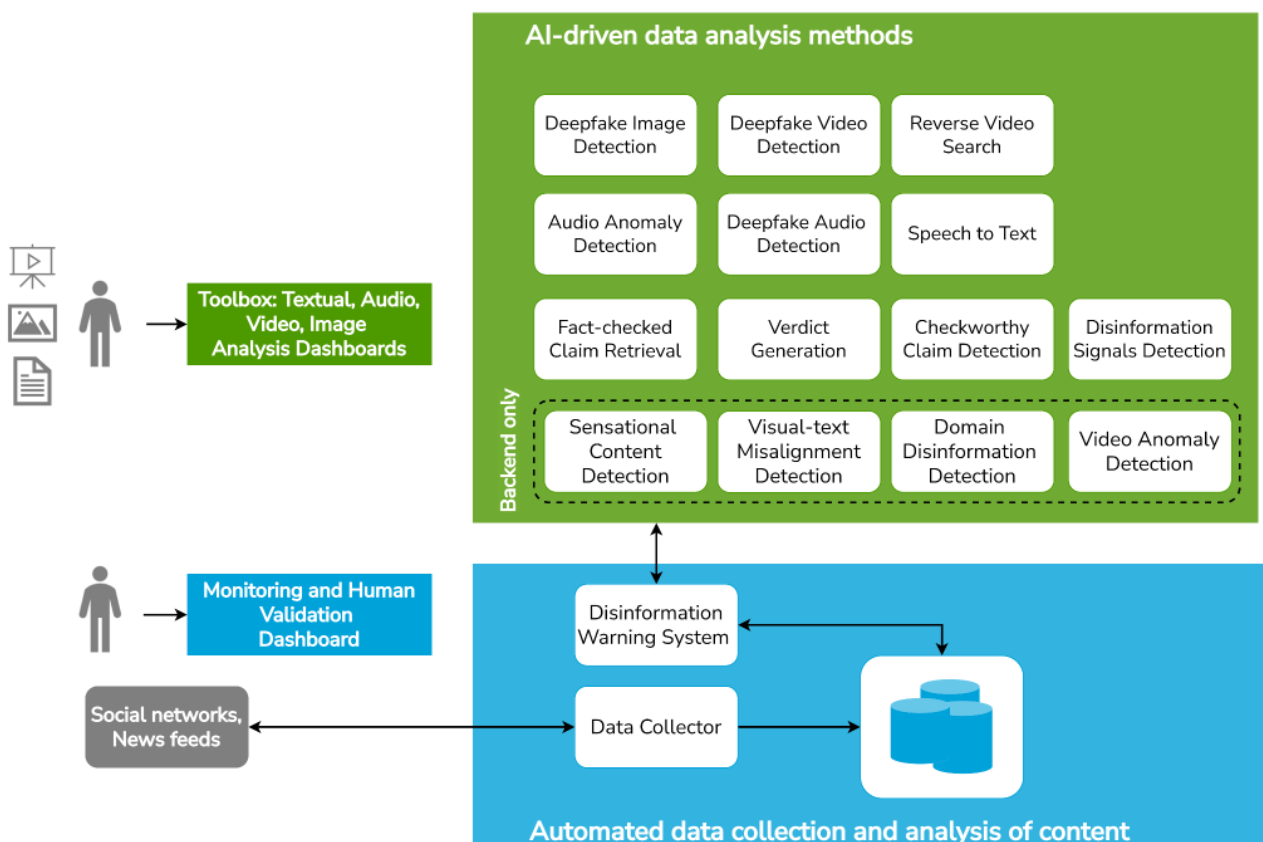 AI-driven data analysis methods
Deepfake Image
Detection
Deepfake Video
Detection
Reverse Video
Search
Audio Anomaly
Detection
Deepfake Audio
Detection
Speech to Text
Toolbox: Textual, Audio,
Video, Image
Analysis Dashboards
Fact-checked
Claim Retrieval
Verdict
Generation
Checkworthy
Claim Detection
Disinformation
Signals Detection
Backend only
Sensational
Content
Detection
Visual-text
Misalignment
Detection
Domain
Disinformation
Detection
Video Anomaly
Detection
Monitoring and Human
Validation
Dashboard
Disinformation
Warning System
Social networks,
News feeds
Data Collector
Automated data collection and analysis of content